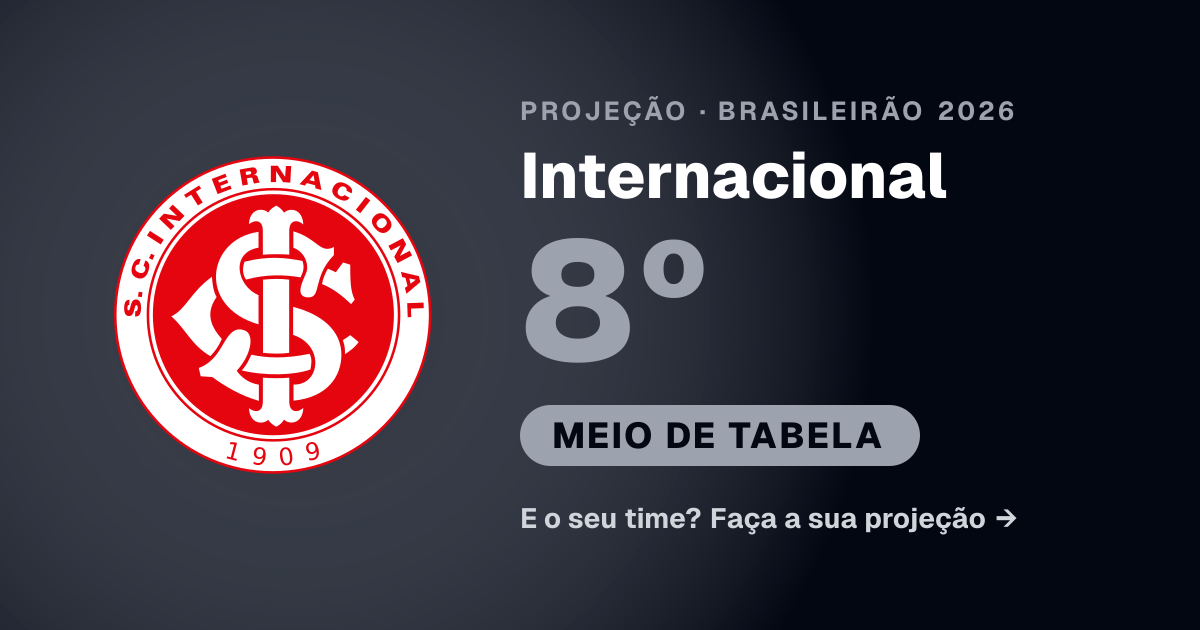 S.C. INTERNACIONAL
1909
PROJEÇÃO · BRASILEIRÃO 2026
Internacional
8º
MEIO DE TABELA
E o seu time? Faça a sua projeção →